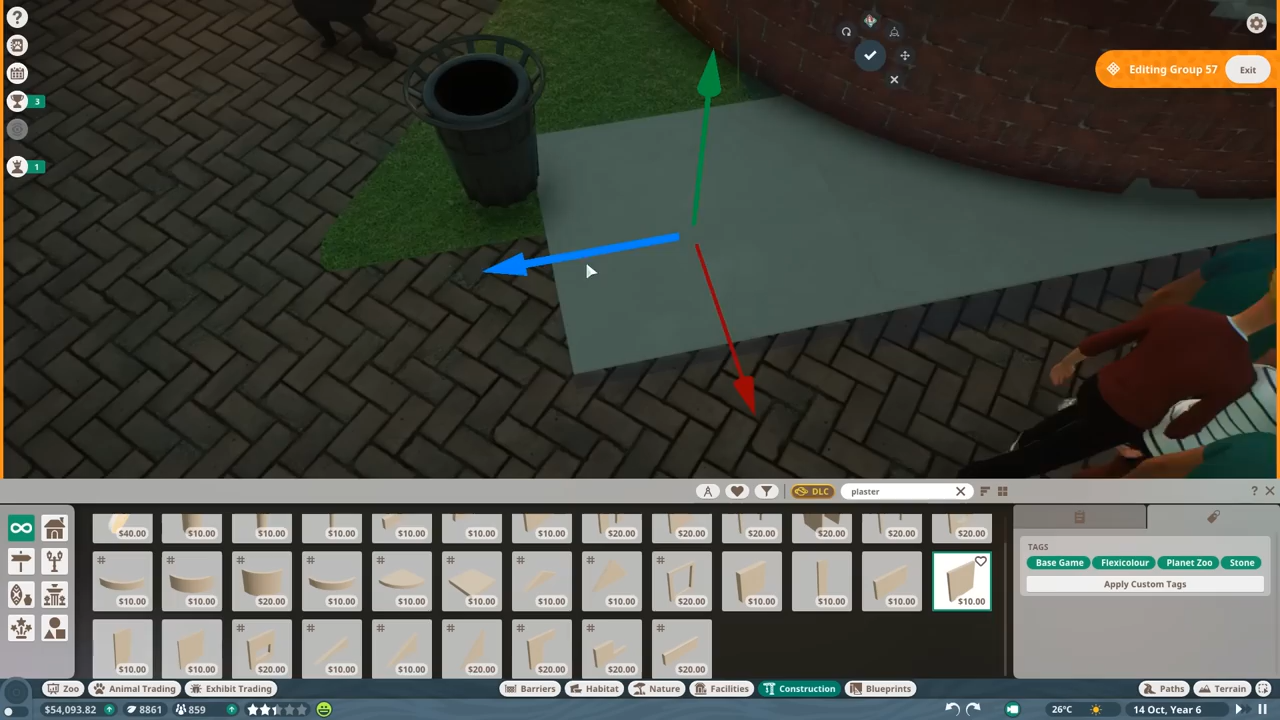 ?
3
1
Editing Group 57 Exit
DLC plaster
?
$40.00 $10.00 $20.00 $10.00 $10.00 $10.00 $10.00 $20.00 $20.00 $10.00 $20.00 $10.00 $20.00
# # # # # # # # #
$10.00 $10.00 $20.00 $10.00 $10.00 $10.00 $10.00 $10.00 $20.00 $10.00 $10.00 $10.00 $10.00
# # # # # # #
$10.00 $10.00 $20.00 $10.00 $10.00 $20.00 $10.00 $20.00 $20.00
TAGS
Base Game Flexicolour Planet Zoo Stone
Apply Custom Tags
Zoo Animal Trading Exhibit Trading Barriers Habitat Nature Facilities Construction Blueprints Paths Terrain
$54,093.82 8861 859 26°C 14 Oct, Year 6